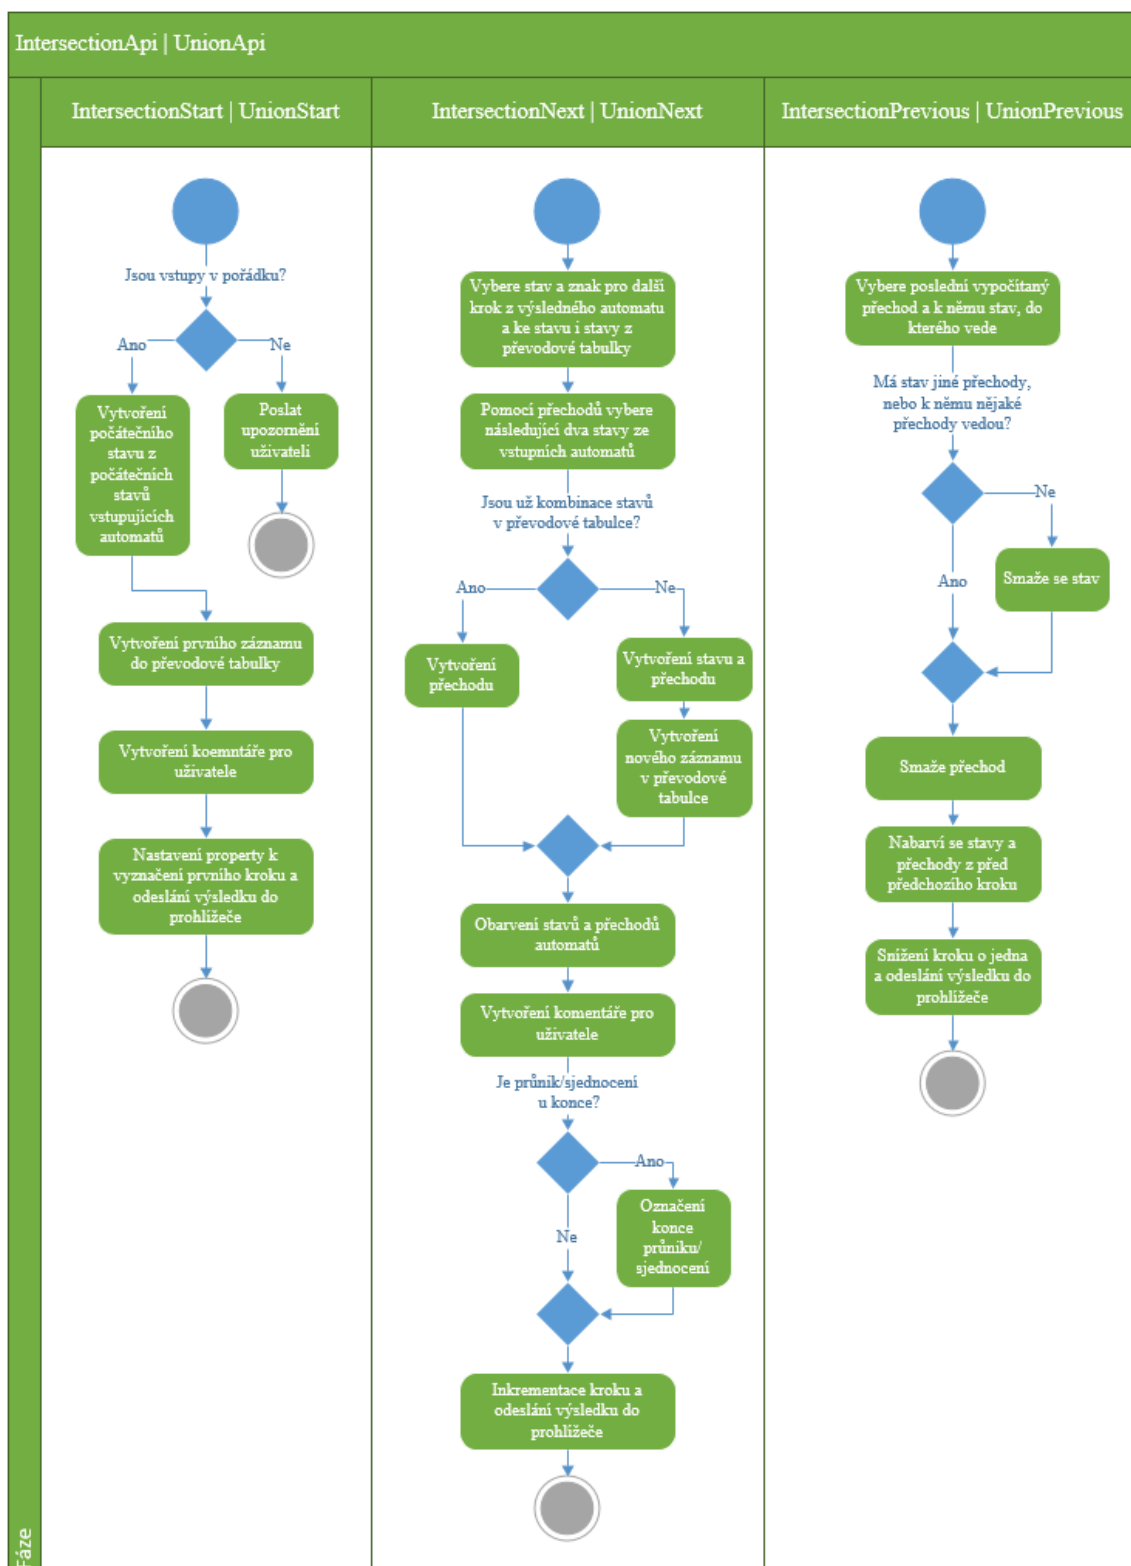 IntersectionApi | UnionApi
IntersectionStart | UnionStart
IntersectionNext | UnionNext
IntersectionPrevious | UnionPrevious
Fáze
Jsou vstupy v pořádku?
Ano
Ne
Vytvoření
počátečního
stavu z
počátečních
stavů
vstupujících
automatů
Poslat
upozornění
uživateli
Vytvoření prvního záznamu
do převodové tabulky
Vytvoření koemntáře pro
uživatele
Nastavení property k
vyznačení prvního kroku a
odeslání výsledku do
prohlížeče
Vybere stav a znak pro další
krok z výsledného automatu
a ke stavu i stavy z
převodové tabulky
Pomocí přechodů vybere
následující dva stavy ze
vstupních automatů
Jsou už kombinace stavů
v převodové tabulce?
Ano
Ne
Vytvoření
přechodu
Vytvoření stavu a
přechodu
Vytvoření
nového záznamu
v převodové
tabulce
Obarvení stavů a přechodů
automatů
Vytvoření komentáře pro
uživatele
Je průnik/sjednocení
u konce?
Ano
Ne
Označení
konce
průniku/
sjednocení
Inkrementace kroku a
odeslání výsledku do
prohlížeče
Vybere poslední vypočítaný
přechod a k němu stav, do
kterého vede
Má stav jiné přechody,
nebo k němu nějaké
přechody vedou?
Ne
Ano
Smaže se stav
Smaže přechod
Nabarví se stavy a
přechody z před
předchozího kroku
Snížení kroku o jedna
a odeslání výsledku do
prohlížeče